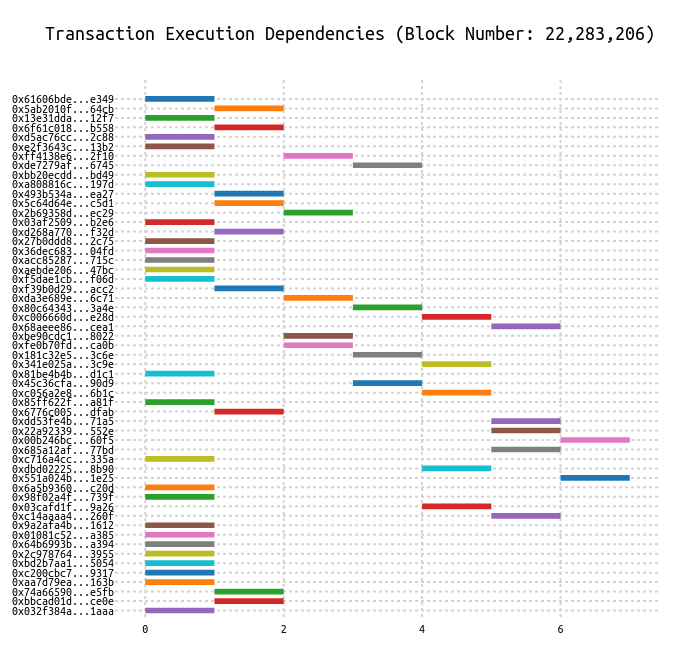 Transaction Execution Dependencies (Block Number: 22,283,206)
0x61606bde...e349
0x5ab2010f...64cb
0x13e31dda...12f7
0x6f61c018...b558
0xd5ac76cc...2c88
0xe2f3643c...13b2
0xff4138e6...2f10
0xde7279af...6745
0xbb20ecdd...bd49
0xa808816c...197d
0x493b534a...ea27
0x5c64d64e...c5d1
0x2b69358d...ec29
0x03af2509...b2e6
0xd268a770...f32d
0x27b0ddd8...2c75
0x36dec683...04fd
0xacc85287...715c
0xaebde206...47bc
0xf5dae1cb...f06d
0xf39b0d29...acc2
0xda3e689e...6c71
0x80c64343...3a4e
0xc006660d...e28d
0x68aeee86...cea1
0xbe90cdc1...8022
0xfe0b70fd...ca0b
0x181c32e5...3c6e
0x341e025a...3c9e
0x81be4b4b...d1c1
0x45c36cfa...90d9
0xc056a2e8...6b1c
0x85ff622f...a81f
0x6776c005...dfab
0xdd53fe4b...71a5
0x22a92339...552e
0x00b246bc...60f5
0x685a12af...77bd
0xc716a4cc...335a
0xdbd02225...8b90
0x551a024b...1e25
0x6a5b9360...c20d
0x98f02a4f...739f
0x03cafd1f...9a26
0xc14aaaa4...260f
0x9a2afa4b...1612
0x01081c52...a385
0x64b6993b...a394
0x2c978764...3955
0xbd2b7aa1...5054
0xc200cbc7...9317
0xaa7d79ea...163b
0x74a66590...e5fb
0xbbcad01d...ce0e
0x032f384a...1aaa
0 2 4 6